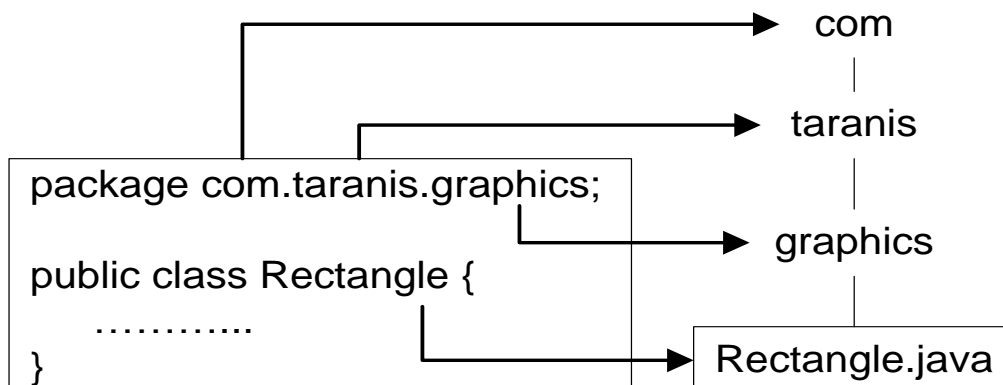 com
taranis
package com.taranis.graphics;
graphics
public class Rectangle {
…………
}
Rectangle.java